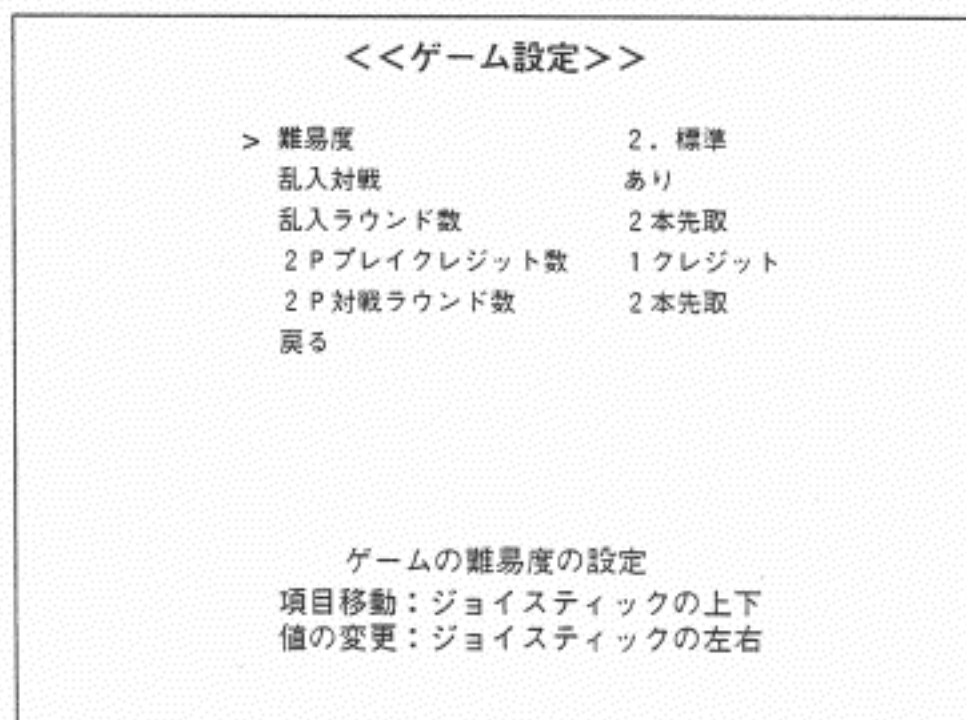 <<ゲーム設定>>
> 難易度 2．標準
乱入対戦 あり
乱入ラウンド数 2本先取
2Pプレイクレジット数 1クレジット
2P対戦ラウンド数 2本先取
戻る
ゲームの難易度の設定
項目移動：ジョイスティックの上下
値の変更：ジョイスティックの左右